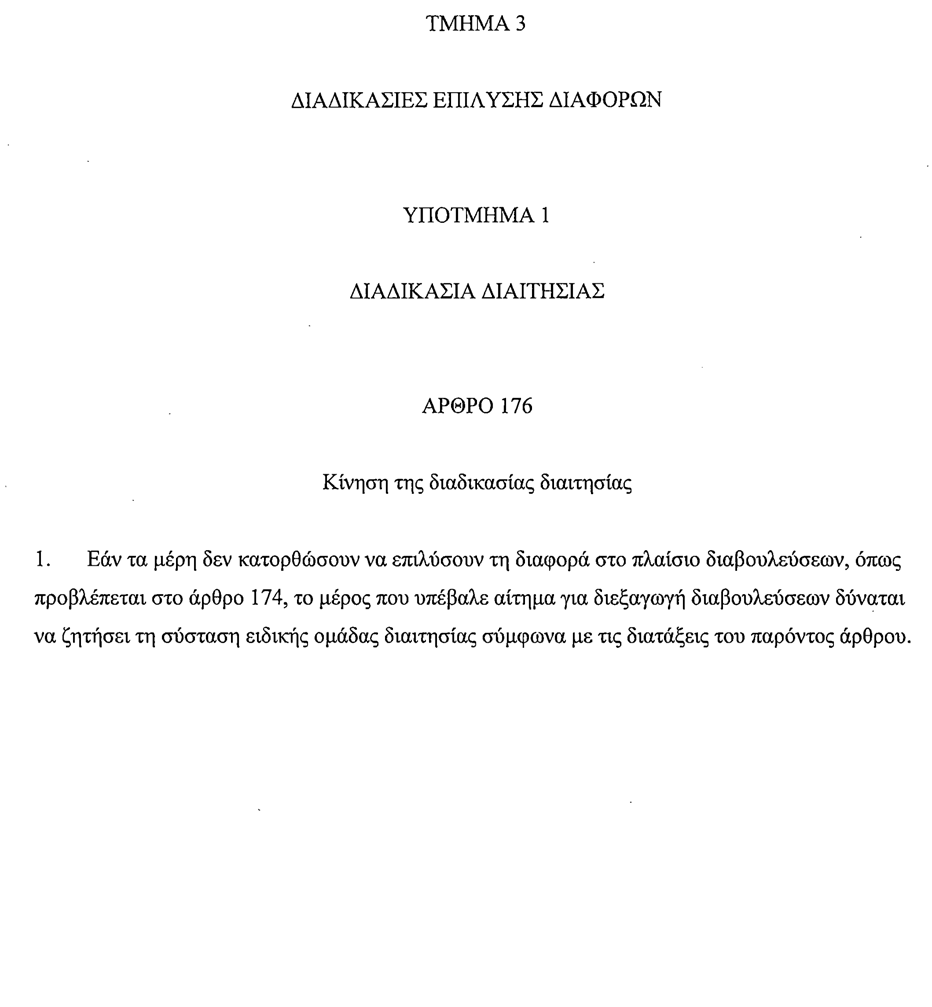 ΤΜΗΜΑ 3
ΔΙΑΔΙΚΑΣΙΕΣ ΕΠΙΛΥΣΗΣ ΔΙΑΦΟΡΩΝ
ΥΠΟΤΜΗΜΑ 1
ΔΙΑΔΙΚΑΣΙΑ ΔΙΑΙΤΗΣΙΑΣ
ΑΡΘΡΟ 176
Κίνηση της διαδικασίας διαιτησίας
1. Εάν τα μέρη δεν κατορθώσουν να επιλύσουν τη διαφορά στο πλαίσιο διαβουλεύσεων, όπως
προβλέπεται στο άρθρο 174, το μέρος που υπέβαλε αίτημα για διεξαγωγή διαβουλεύσεων δύναται
να ζητήσει τη σύσταση ειδικής ομάδας διαιτησίας σύμφωνα με τις διατάξεις του παρόντος άρθρου.